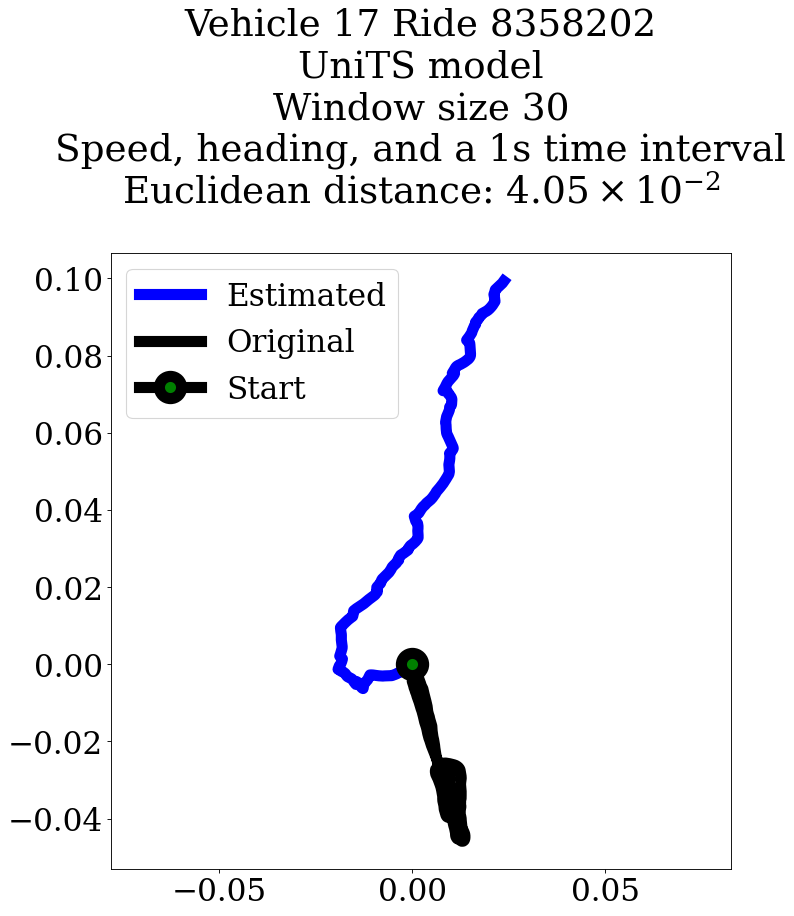 Vehicle 17 Ride 8358202
UniTS model
Window size 30
Speed, heading, and a 1s time interval
Euclidean distance: 4.05 × 10⁻²
Estimated
Original
Start
0.10
0.08
0.06
0.04
0.02
0.00
−0.02
−0.04
−0.05 0.00 0.05